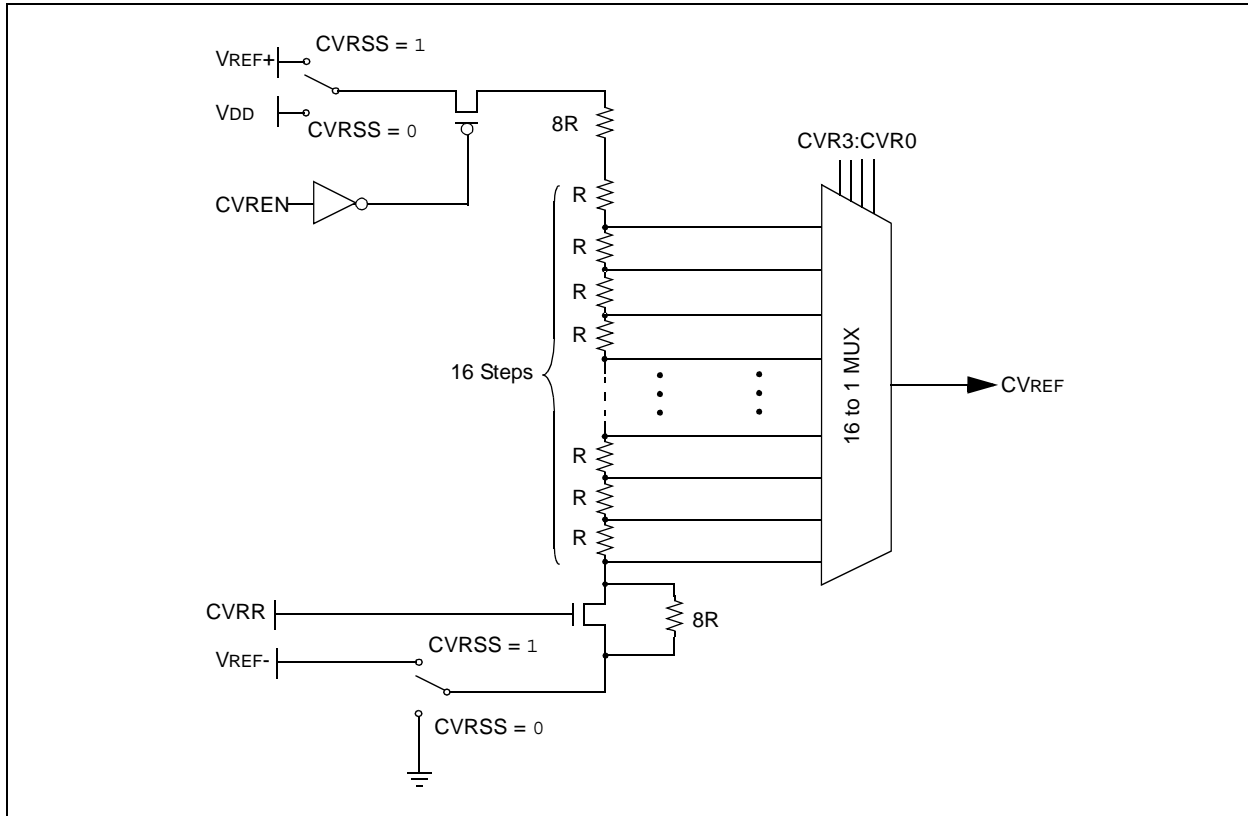 CVRSS = 1
VREF+
VDD
CVRSS = 0
8R
CVR3:CVR0
CVREN
R
R
R
R
16 Steps
16 to 1 MUX
CVREF
R
R
R
CVRR
8R
CVRSS = 1
VREF-
CVRSS = 0